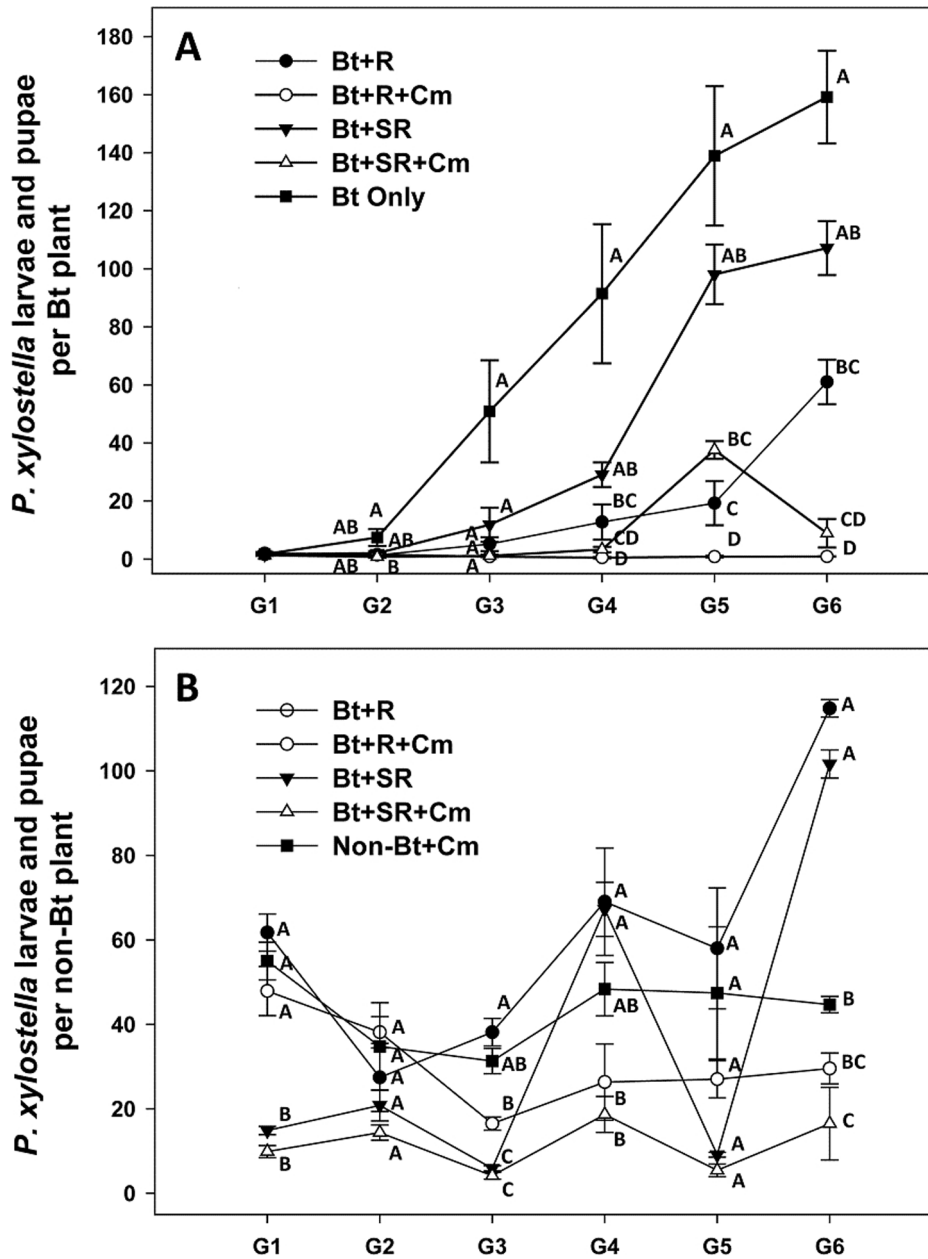 A
P. xylostella larvae and pupae
per Bt plant
180
160
140
120
100
80
60
40
20
0
Bt+R
Bt+R+Cm
Bt+SR
Bt+SR+Cm
Bt Only
A
A
AB
A
AB
A
BC
A
AB
BC
CD
A
AB
AB
A
A
BC
C
CD
AB
B
A
D
D
D
G1 G2 G3 G4 G5 G6
B
P. xylostella larvae and pupae
per non-Bt plant
120
100
80
60
40
20
0
Bt+R
Bt+R+Cm
Bt+SR
Bt+SR+Cm
Non-Bt+Cm
A
A
A
A
A
A
A
A
A
A
AB
A
B
A
AB
A
BC
A
B
B
C
B
A
C
B
A
B
A
C
A
G1 G2 G3 G4 G5 G6